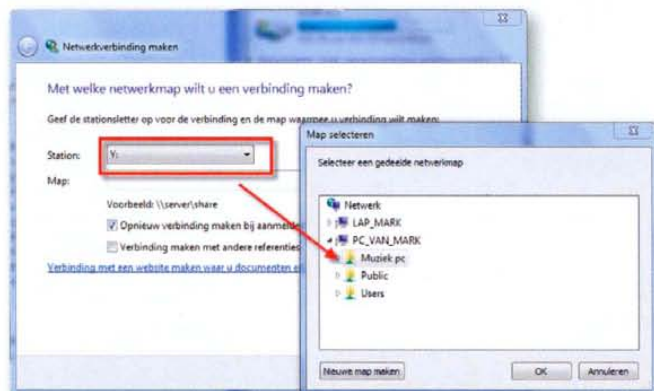 Netwerkverbinding maken
Met welke netwerkmap wilt u een verbinding maken?
Geef de stationsletter op voor de verbinding en de map waarmee u verbinding wilt maken:
Station: Y:
Map:
Voorbeeld: \\server\share
Opnieuw verbinding maken bij aanmelde
Verbinding maken met andere referenties
Verbinding met een website maken waar u documenten e
Map selecteren
Selecteer een gedeelde netwerkmap
Netwerk
LAP_MARK
PC_VAN_MARK
Muziek pc
Public
Users
Nieuwe map maken OK Annuleren